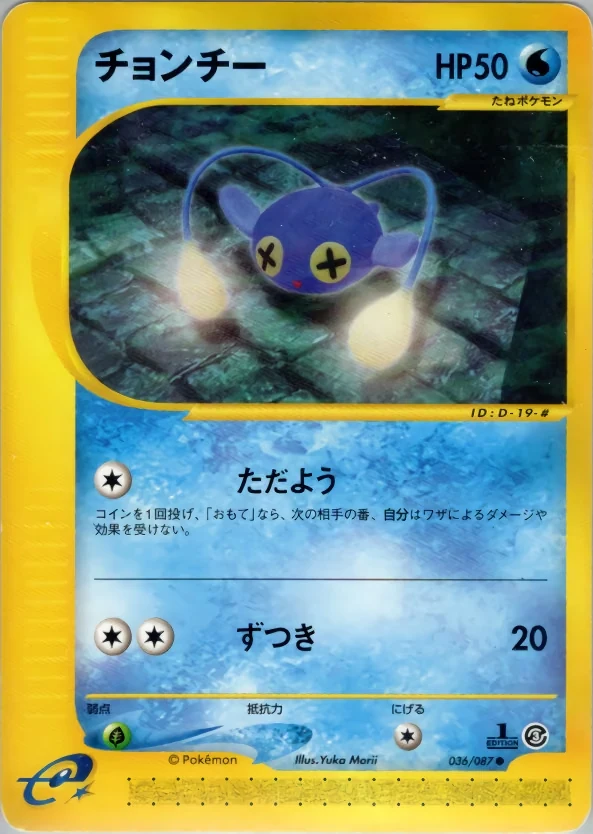 チョンチー
HP50
たねポケモン
ID:D-19-#
ただよう
コインを1回投げ、「おもて」なら、次の相手の番、自分はワザによるダメージや
効果を受けない。
ずつき 20
弱点 抵抗力 にげる
1
EDITION
© Pokémon
Illus.Yuka Morii
036/087
e